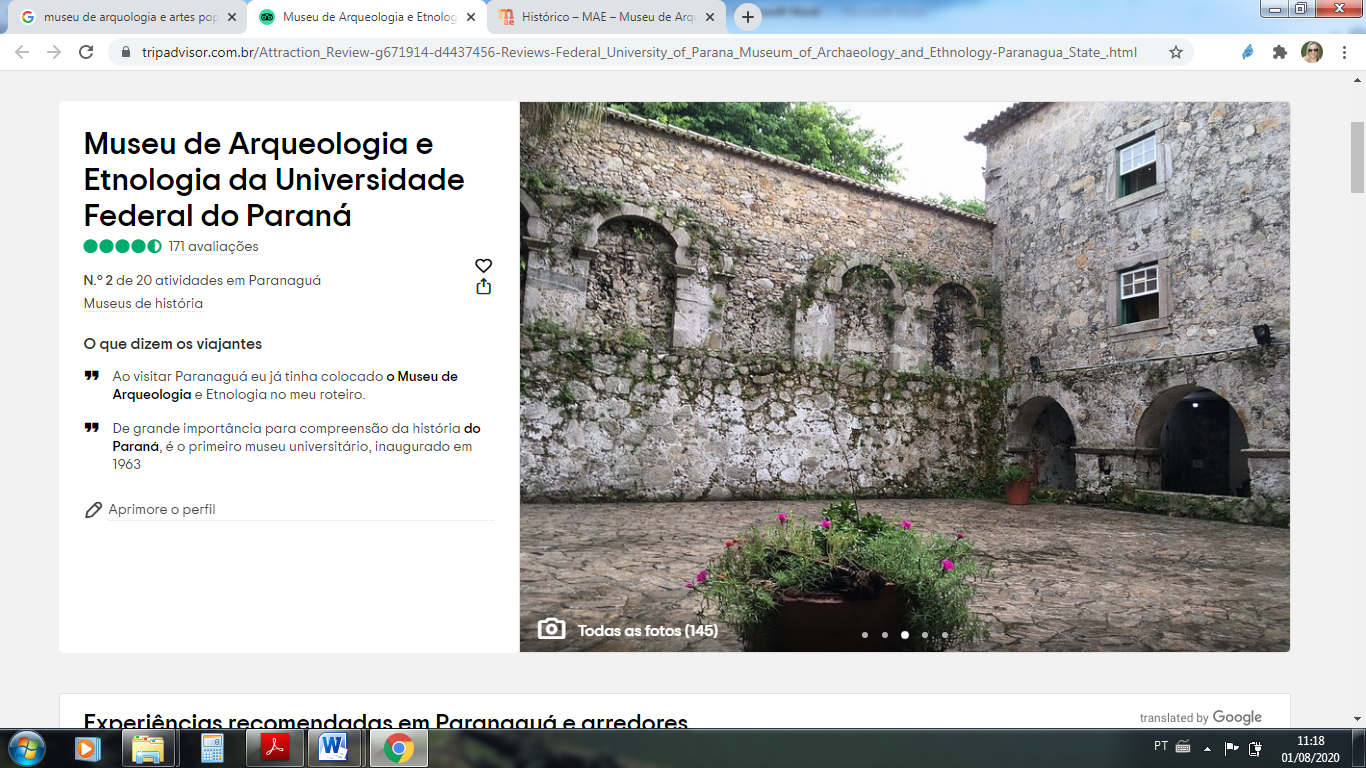 museu de arquologia e artes pop
Museu de Arqueologia e Etnolog
Histórico – MAE – Museu de Arq
tripadvisor.com.br/Attraction_Review-g671914-d4437456-Reviews-Federal_University_of_Parana_Museum_of_Archaeology_and_Ethnology-Paranagua_State_.html
Museu de Arqueologia e
Etnologia da Universidade
Federal do Paraná
171 avaliações
N.º 2 de 20 atividades em Paranaguá
Museus de história
O que dizem os viajantes
Ao visitar Paranaguá eu já tinha colocado o Museu de
Arqueologia e Etnologia no meu roteiro.
De grande importância para compreensão da história do
Paraná, é o primeiro museu universitário, inaugurado em
1963
Aprimore o perfil
Todas as fotos (145)
Experiências recomendadas em Paranaguá e arredores
translated by Google
PT
11:18
01/08/2020